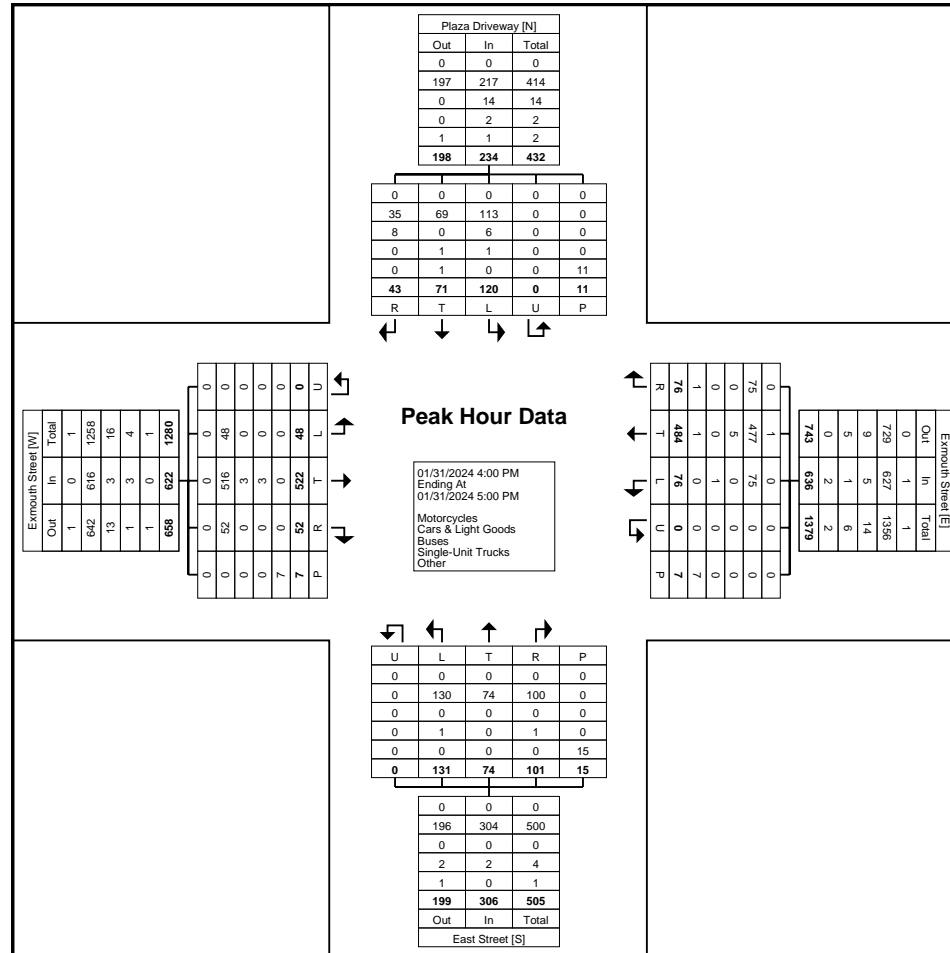 Plaza Driveway [N]
Out In Total
0 0 0
197 217 414
0 14 14
0 2 2
1 1 2
198 234 432
0 0 0 0 0
35 69 113 0 0
8 0 6 0 0
0 1 1 0 0
0 1 0 0 11
43 71 120 0 11
R T L U P
Exmouth Street [W]
Out In Total
1 0 1
642 616 1258
13 3 16
1 3 4
1 0 1
658 622 1280
0 0 0 0 0
0 48 516 52 0
0 0 3 0 0
0 0 3 0 0
0 0 0 0 7
0 48 522 52 7
U L T R P
Peak Hour Data
01/31/2024 4:00 PM
Ending At
01/31/2024 5:00 PM
Motorcycles
Cars & Light Goods
Buses
Single-Unit Trucks
Other
Exmouth Street [E]
Out In Total
0 1 1
729 627 1356
9 5 14
5 1 6
0 2 2
743 636 1379
0 1 0 0 0
75 477 75 0 0
0 5 0 0 0
0 0 1 0 0
1 1 0 0 7
76 484 76 0 7
R T L U P
U L T R P
0 0 0 0 0
0 130 74 100 0
0 0 0 0 0
0 1 0 1 0
0 0 0 0 15
0 131 74 101 15
0 0 0
196 304 500
0 0 0
2 2 4
1 0 1
199 306 505
Out In Total
East Street [S]